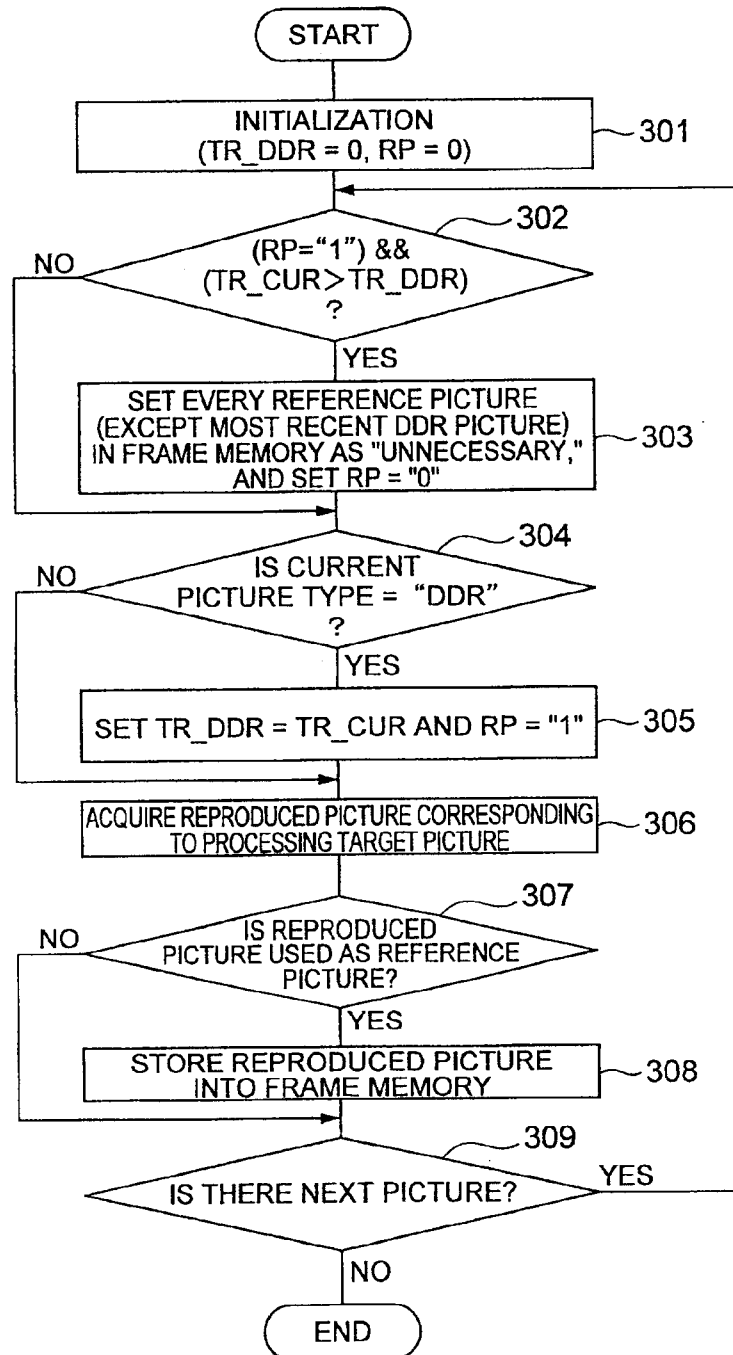 START
INITIALIZATION
(TR_DDR = 0, RP = 0)
301
302
(RP=“1”) &&
(TR_CUR>TR_DDR)
?
NO
YES
SET EVERY REFERENCE PICTURE
(EXCEPT MOST RECENT DDR PICTURE)
IN FRAME MEMORY AS "UNNECESSARY,"
AND SET RP = "0"
303
304
IS CURRENT
PICTURE TYPE = “DDR”
?
NO
YES
SET TR_DDR = TR_CUR AND RP = "1"
305
ACQUIRE REPRODUCED PICTURE CORRESPONDING
TO PROCESSING TARGET PICTURE
306
307
IS REPRODUCED
PICTURE USED AS REFERENCE
PICTURE?
NO
YES
STORE REPRODUCED PICTURE
INTO FRAME MEMORY
308
309
IS THERE NEXT PICTURE?
YES
NO
END